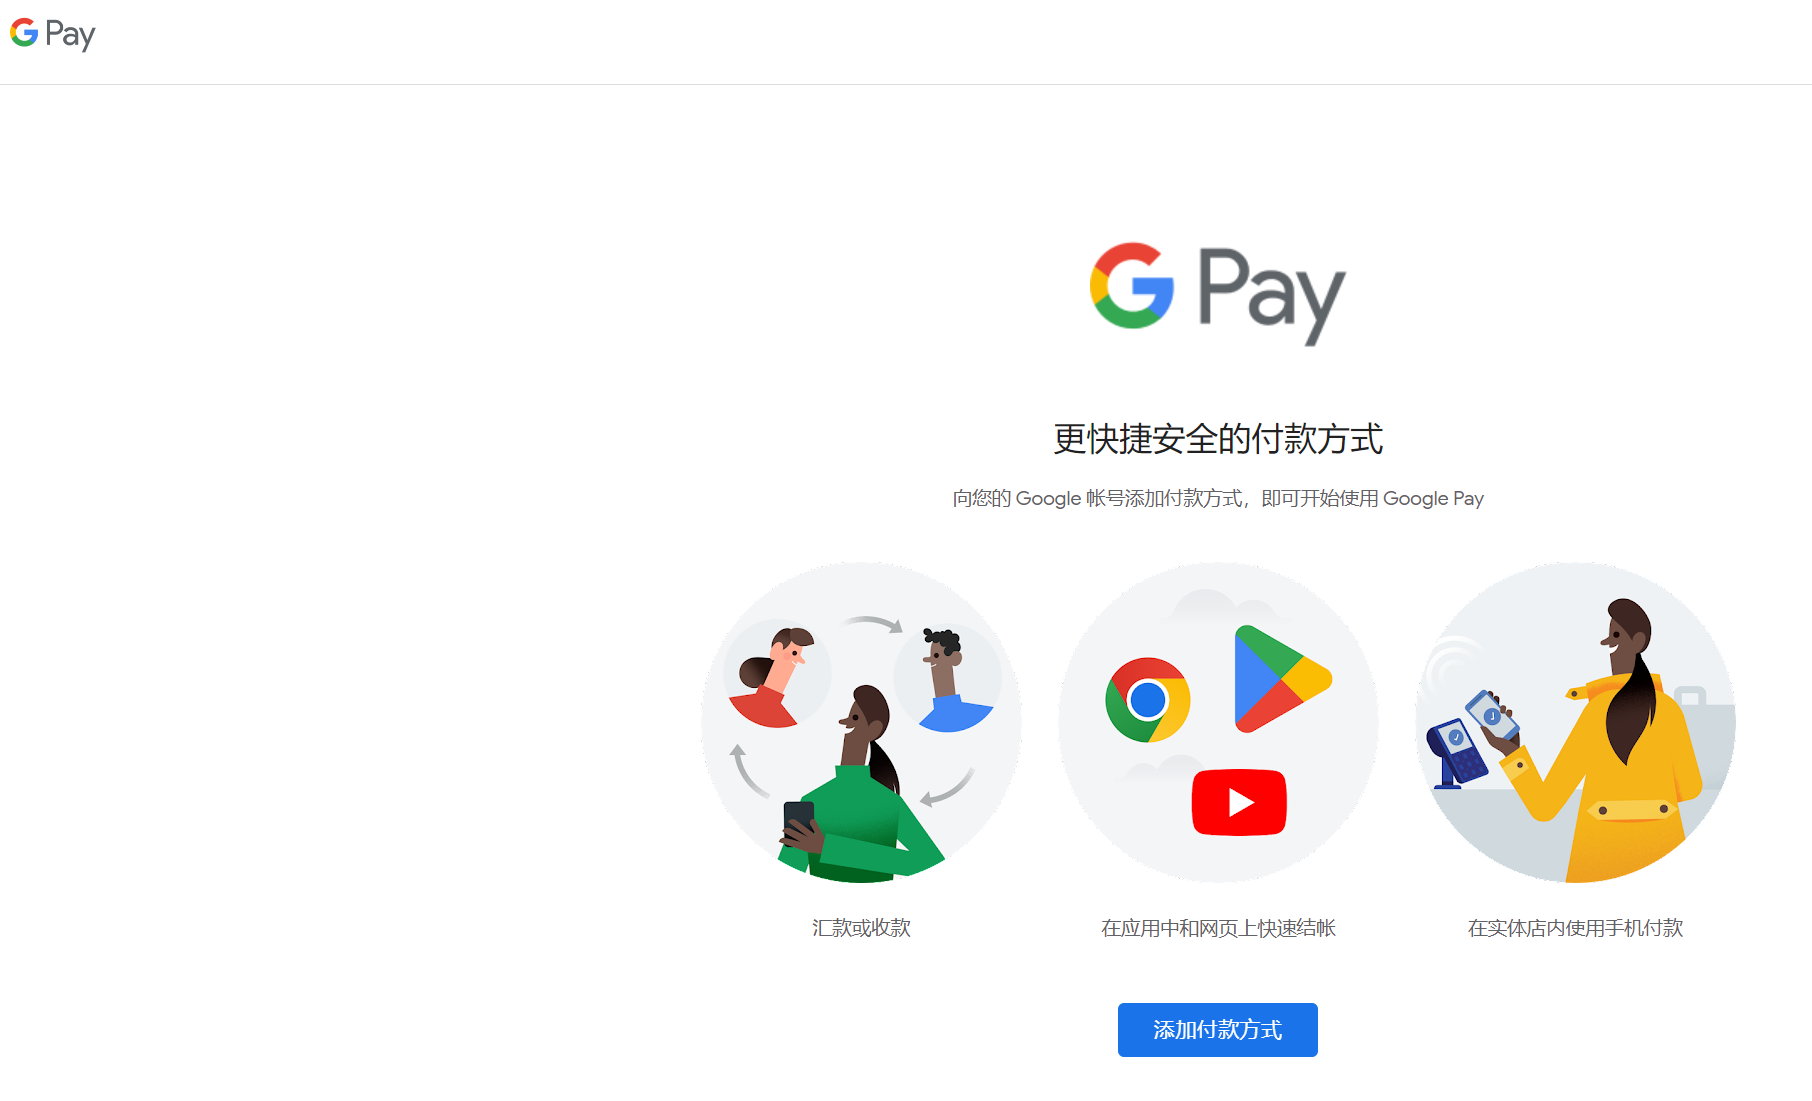 G Pay
G Pay
更快捷安全的付款方式
向您的 Google 帐号添加付款方式，即可开始使用 Google Pay
汇款或收款
在应用中和网页上快速结帐
在实体店内使用手机付款
添加付款方式